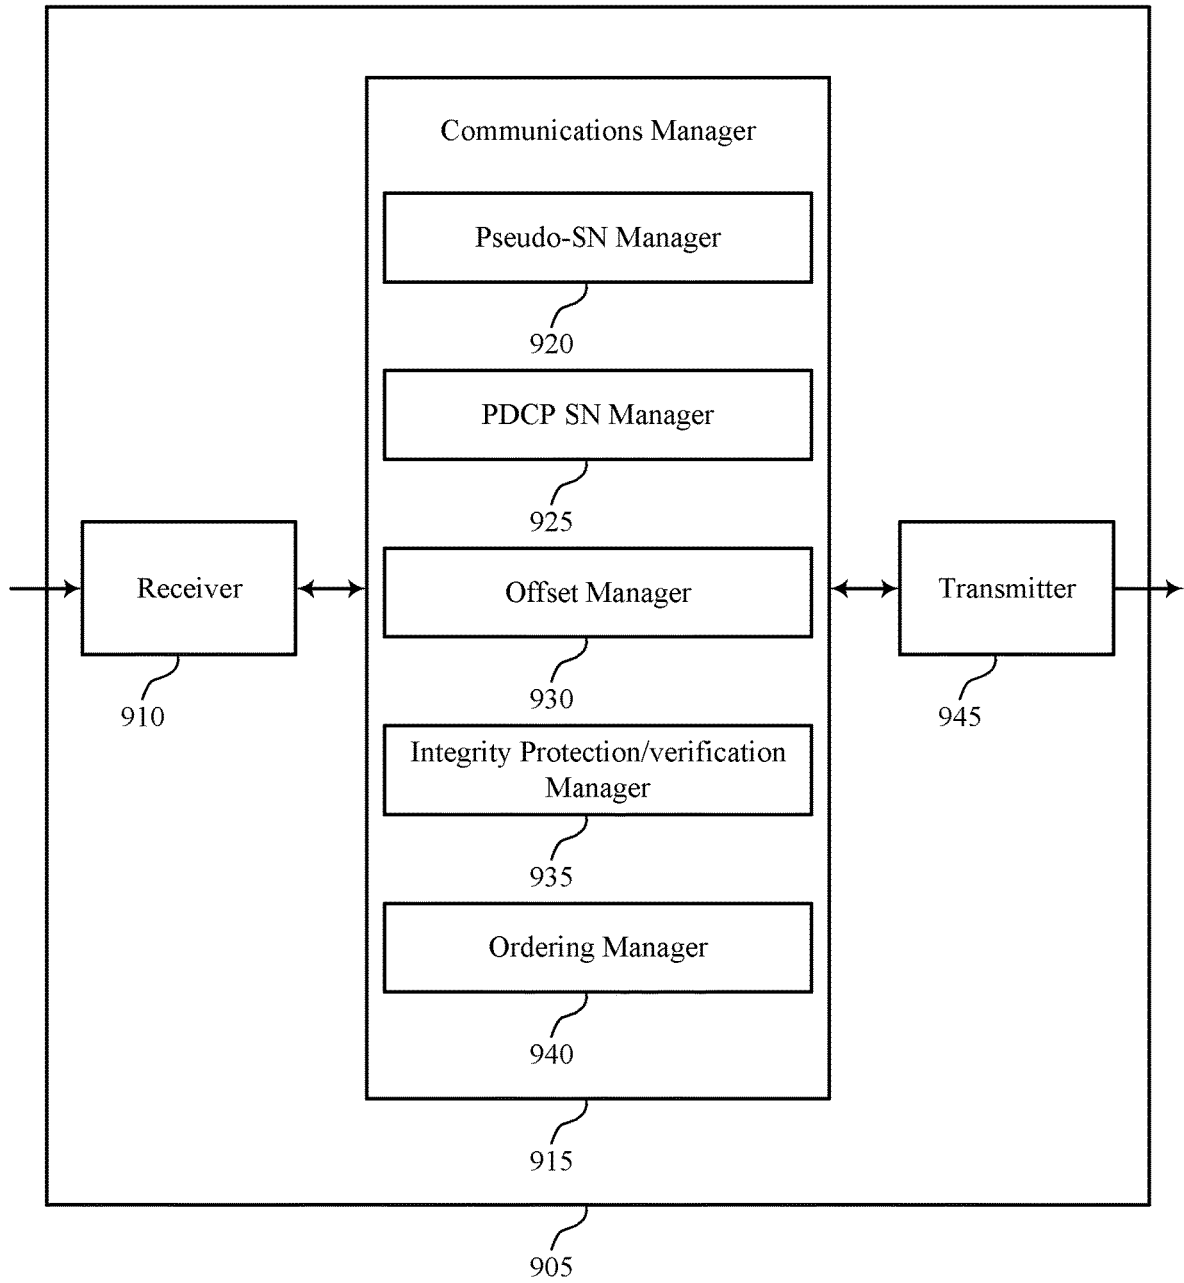 Communications Manager
Pseudo-SN Manager
920
PDCP SN Manager
925
Receiver
910
Offset Manager
930
Transmitter
945
Integrity Protection/verification
Manager
935
Ordering Manager
940
915
905